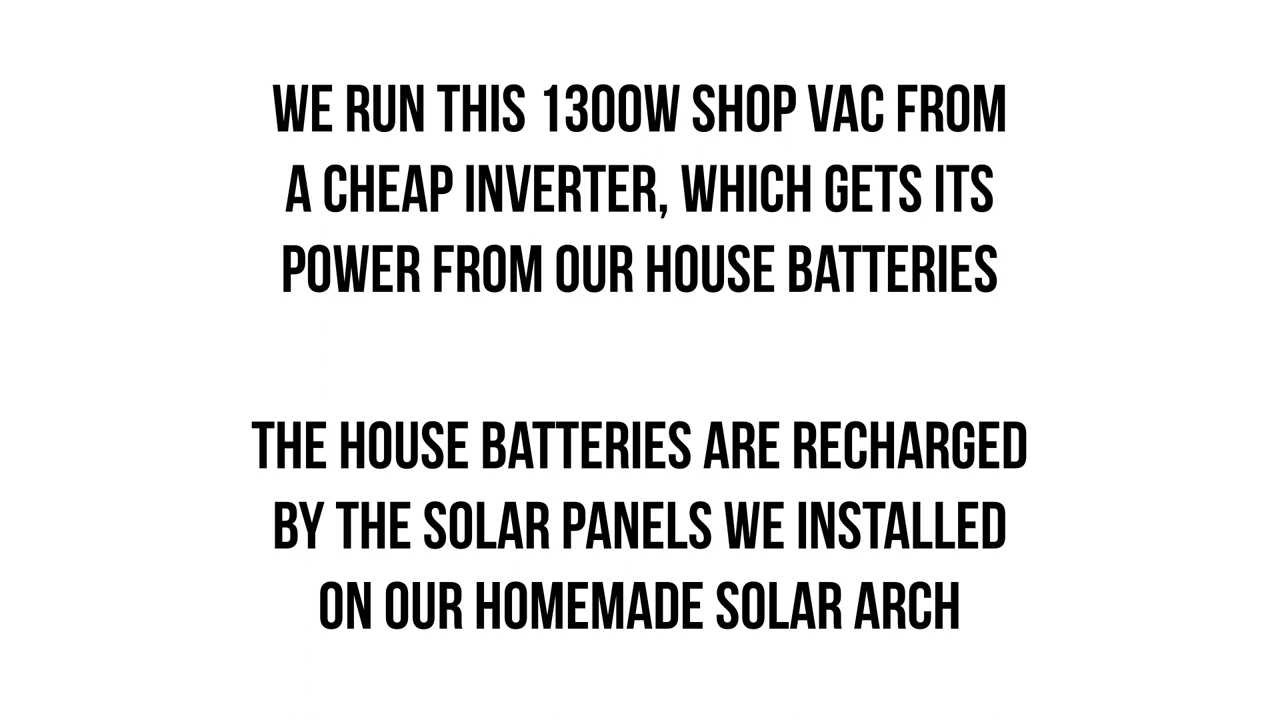 WE RUN THIS 1300W SHOP VAC FROM
A CHEAP INVERTER, WHICH GETS ITS
POWER FROM OUR HOUSE BATTERIES
THE HOUSE BATTERIES ARE RECHARGED
BY THE SOLAR PANELS WE INSTALLED
ON OUR HOMEMADE SOLAR ARCH